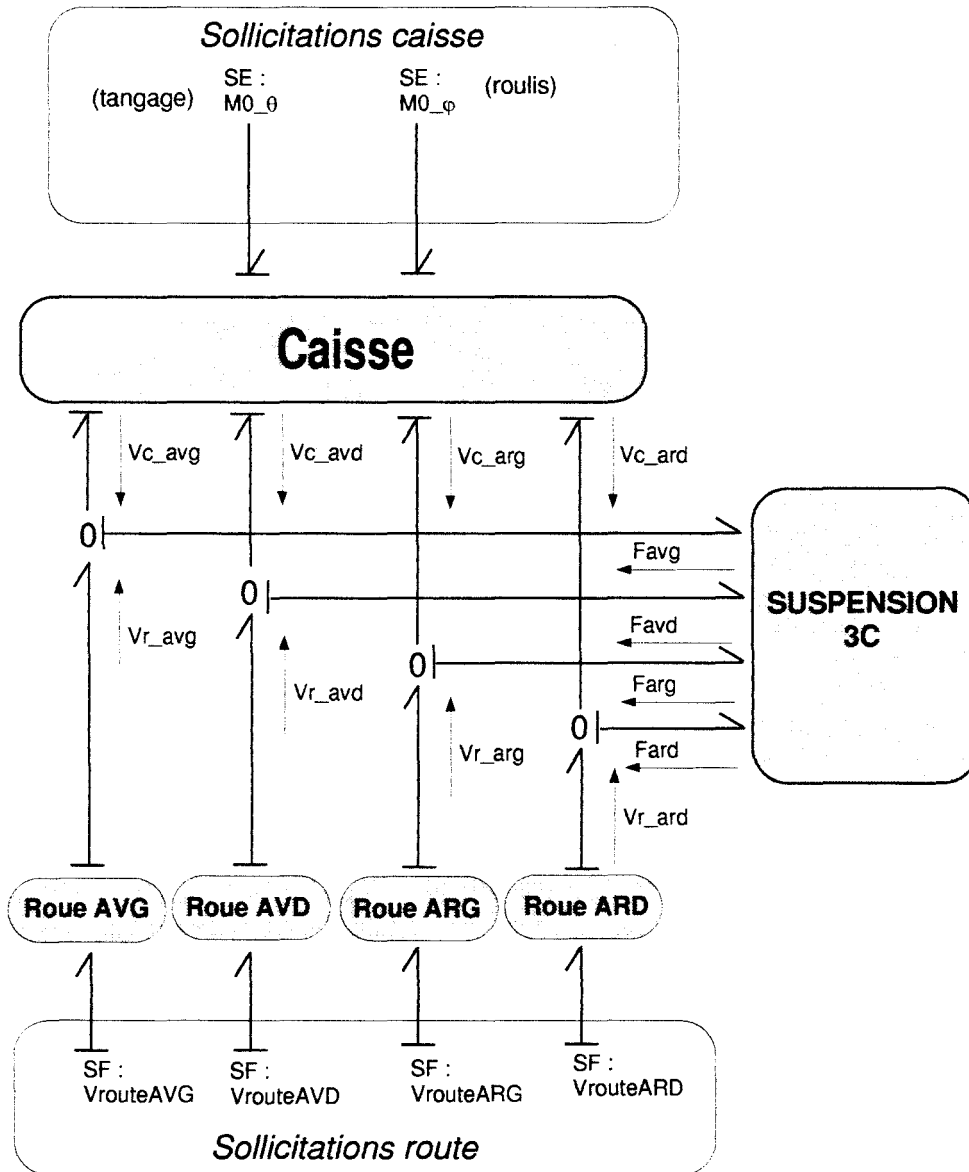 Sollicitations caisse
(tangage)
SE :
M0_θ
SE :
M0_φ
(roulis)
Caisse
Vc_avg
Vc_avd
Vc_arg
Vc_ard
0
Favg
0
SUSPENSION
3C
Vr_avg
Favd
0
Vr_avd
Farg
0
Vr_arg
Fard
Vr_ard
Roue AVG
Roue AVD
Roue ARG
Roue ARD
SF :
VrouteAVG
SF :
VrouteAVD
SF :
VrouteARG
SF :
VrouteARD
Sollicitations route